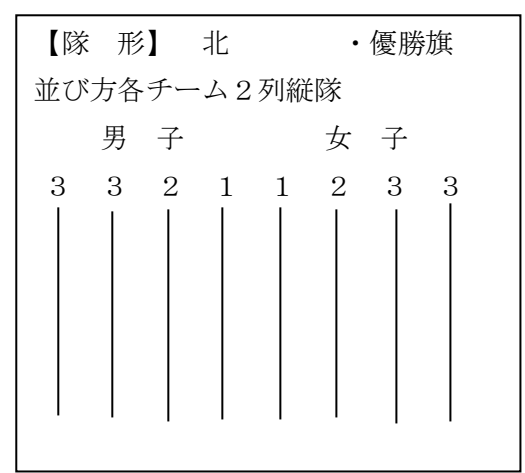 【隊　形】　北　　　　・優勝旗
並び方各チーム２列縦隊
男　子　　　　　女　子
３　３　２　１　１　２　３　３